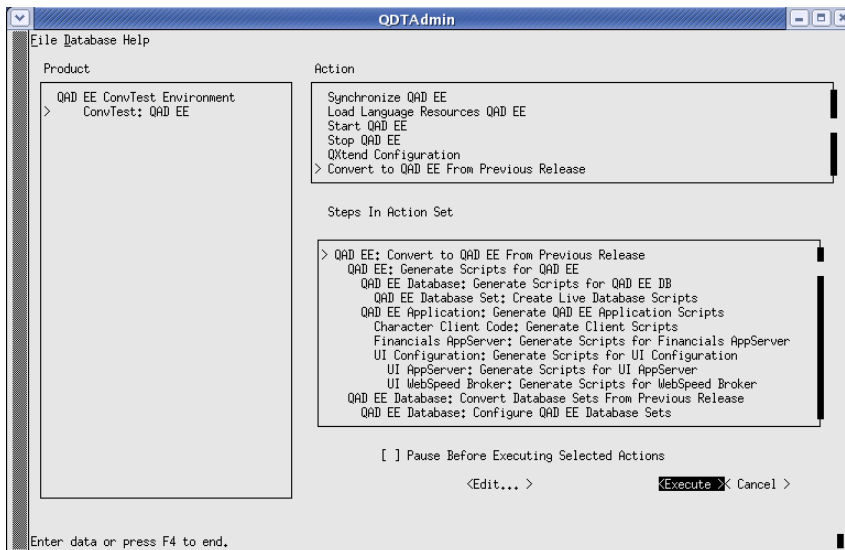 QDTAdmin
File Database Help
Product
QAD EE ConvTest Environment
> ConvTest: QAD EE
Action
Synchronize QAD EE
Load Language Resources QAD EE
Start QAD EE
Stop QAD EE
QXtend Configuration
> Convert to QAD EE From Previous Release
Steps In Action Set
> QAD EE: Convert to QAD EE From Previous Release
QAD EE: Generate Scripts for QAD EE
QAD EE Database: Generate Scripts for QAD EE DB
QAD EE Database Set: Create Live Database Scripts
QAD EE Application: Generate QAD EE Application Scripts
Character Client Code: Generate Client Scripts
Financials AppServer: Generate Scripts for Financials AppServer
UI Configuration: Generate Scripts for UI Configuration
UI AppServer: Generate Scripts for UI AppServer
UI WebSpeed Broker: Generate Scripts for WebSpeed Broker
QAD EE Database: Convert Database Sets From Previous Release
QAD EE Database: Configure QAD EE Database Sets
[ ] Pause Before Executing Selected Actions
<Edit... > <Execute >< Cancel >
Enter data or press F4 to end.